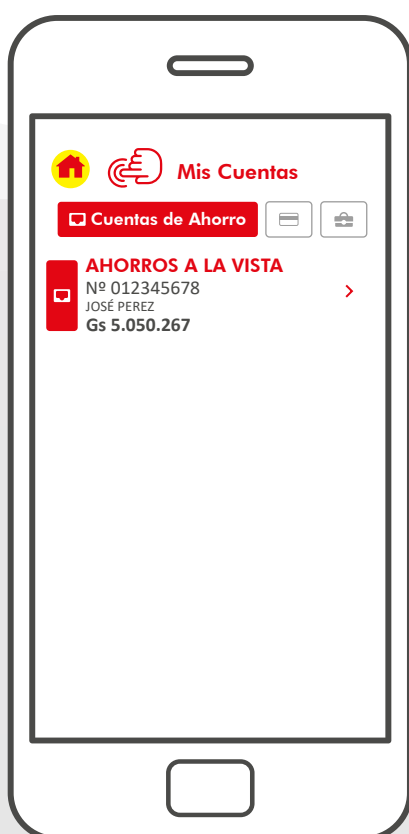 Mis Cuentas
Cuentas de Ahorro
AHORROS A LA VISTA
Nº 012345678
JOSÉ PEREZ
Gs 5.050.267